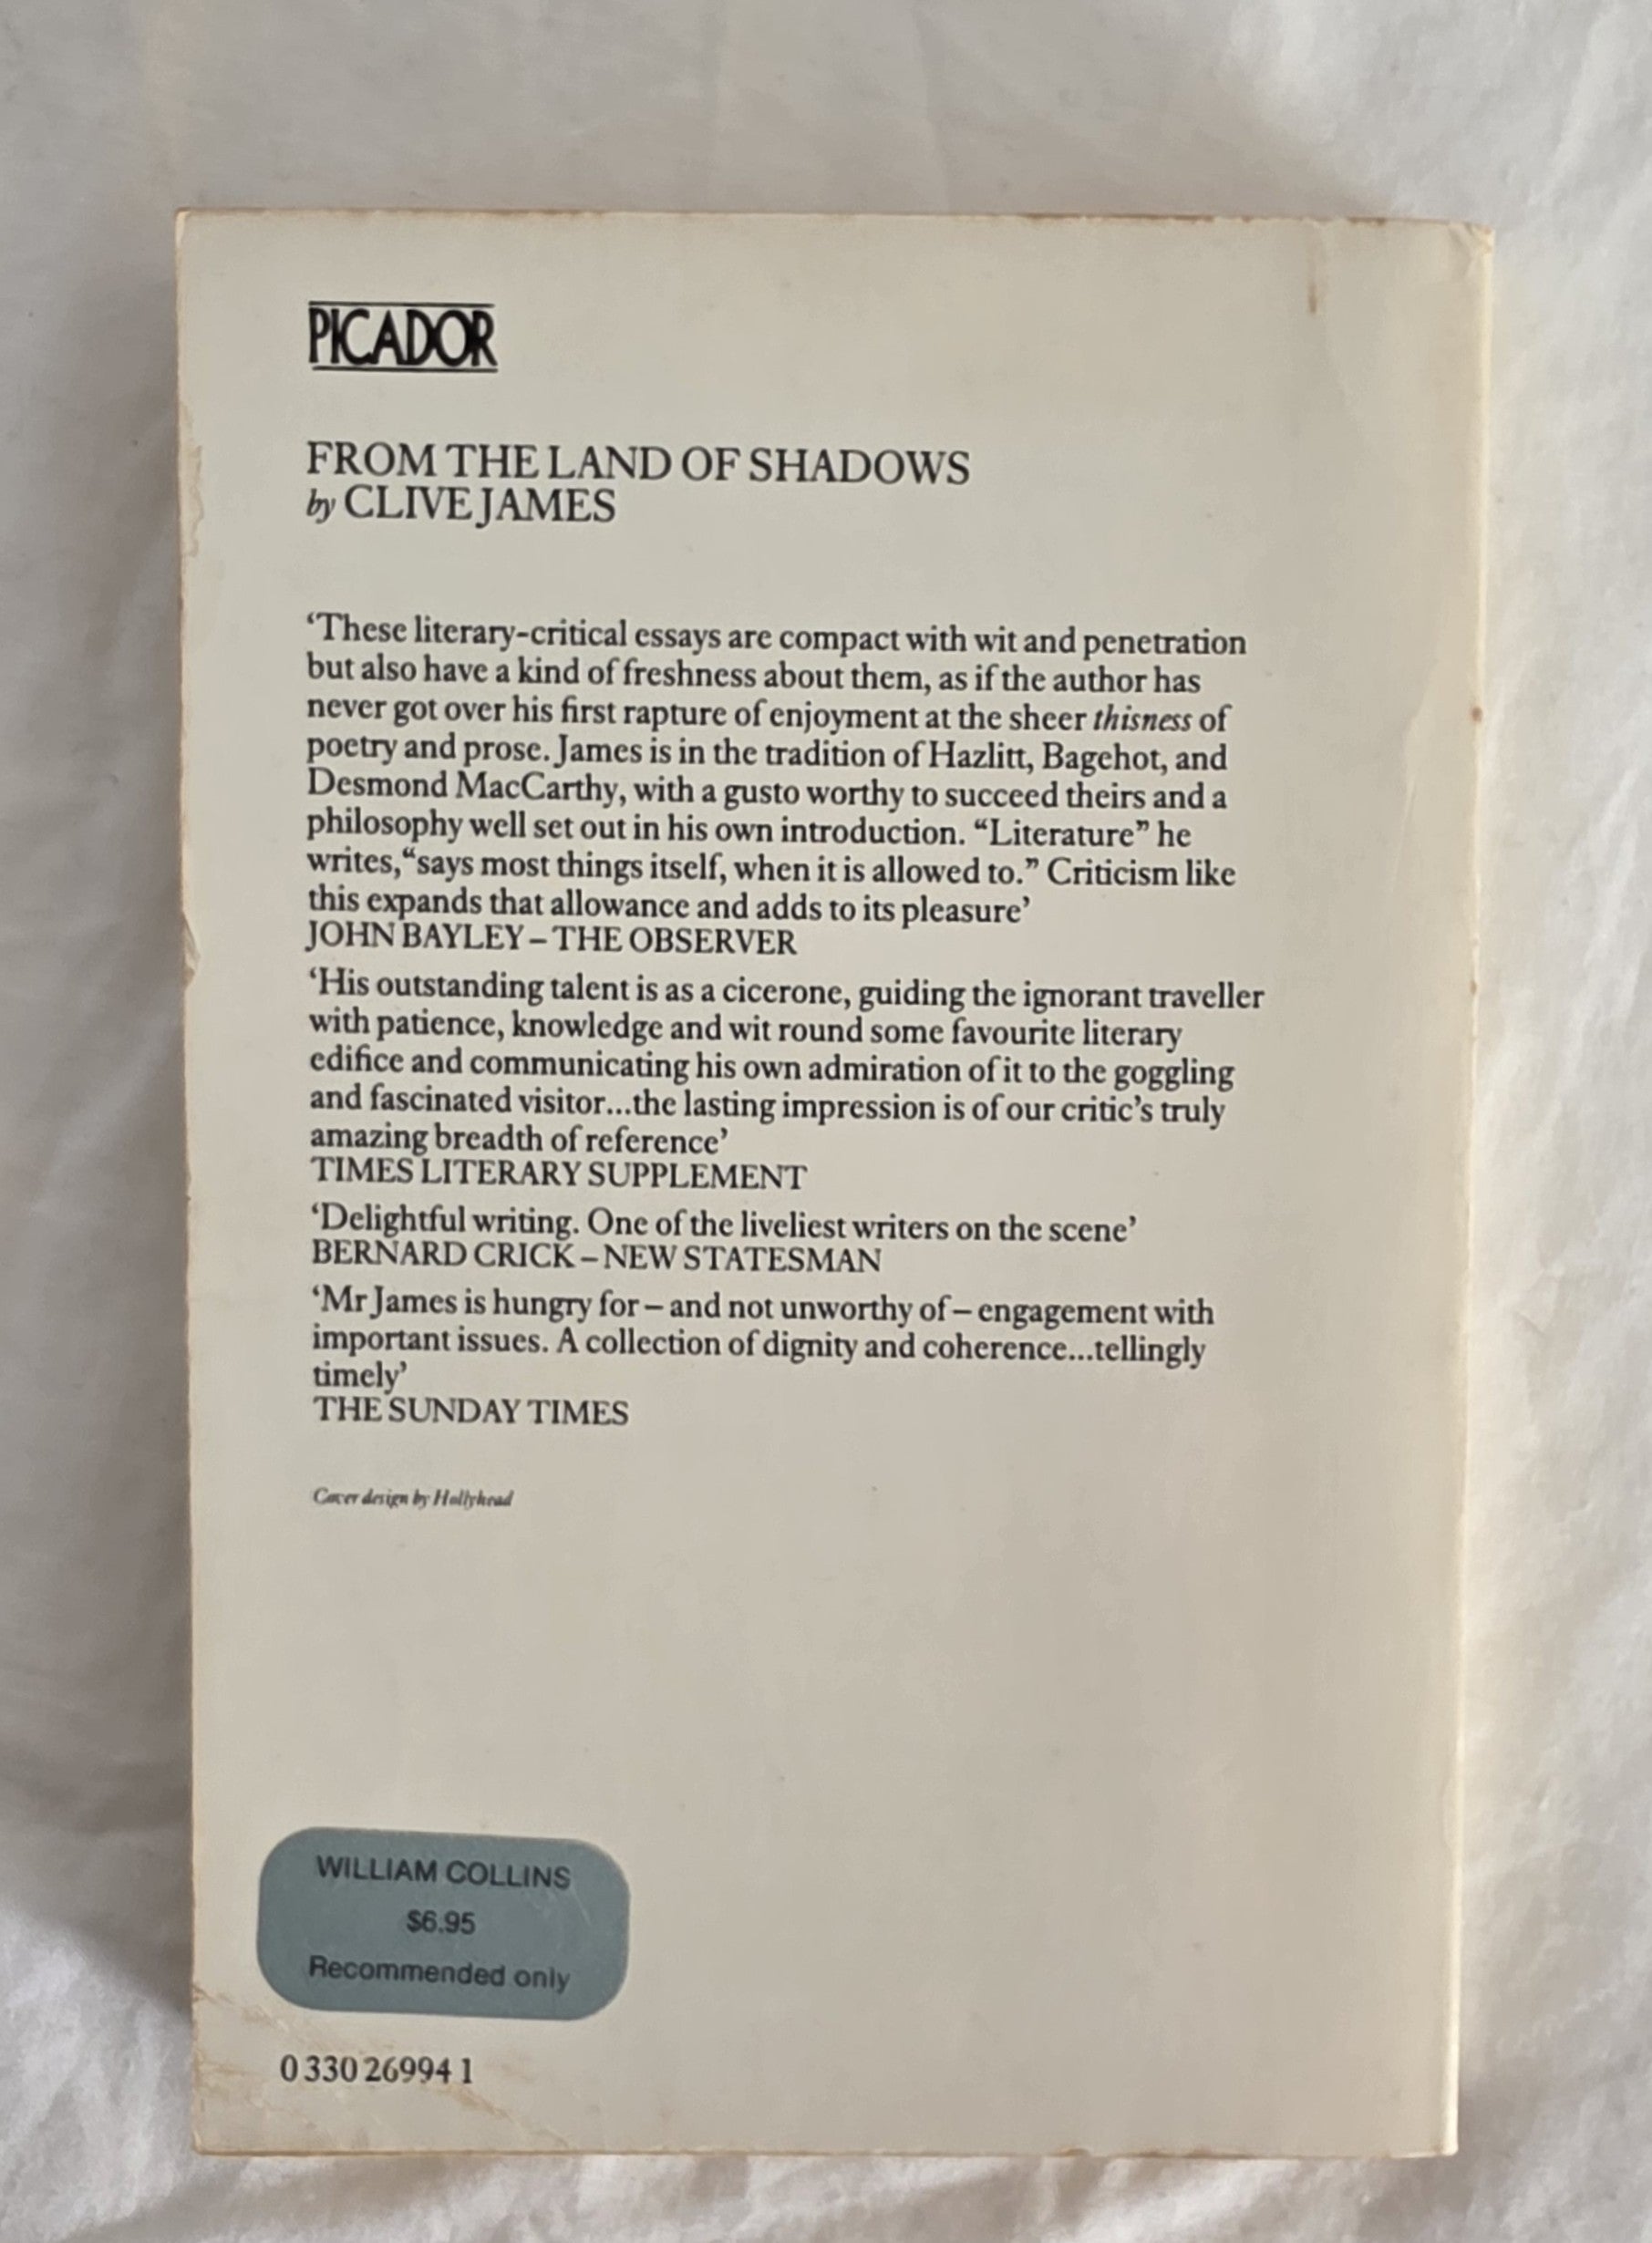 PICADOR
FROM THE LAND OF SHADOWS
by CLIVE JAMES
‘These literary-critical essays are compact with wit and penetration
but also have a kind of freshness about them, as if the author has
never got over his first rapture of enjoyment at the sheer thisness of
poetry and prose. James is in the tradition of Hazlitt, Bagehot, and
Desmond MacCarthy, with a gusto worthy to succeed theirs and a
philosophy well set out in his own introduction. “Literature” he
writes, “says most things itself, when it is allowed to.” Criticism like
this expands that allowance and adds to its pleasure’
JOHN BAYLEY – THE OBSERVER
‘His outstanding talent is as a cicerone, guiding the ignorant traveller
with patience, knowledge and wit round some favourite literary
edifice and communicating his own admiration of it to the goggling
and fascinated visitor...the lasting impression is of our critic’s truly
amazing breadth of reference’
TIMES LITERARY SUPPLEMENT
‘Delightful writing. One of the liveliest writers on the scene’
BERNARD CRICK – NEW STATESMAN
‘Mr James is hungry for – and not unworthy of – engagement with
important issues. A collection of dignity and coherence...tellingly
timely’
THE SUNDAY TIMES
Cover design by Hollyhead
WILLIAM COLLINS
$6.95
Recommended only
0 330 26994 1